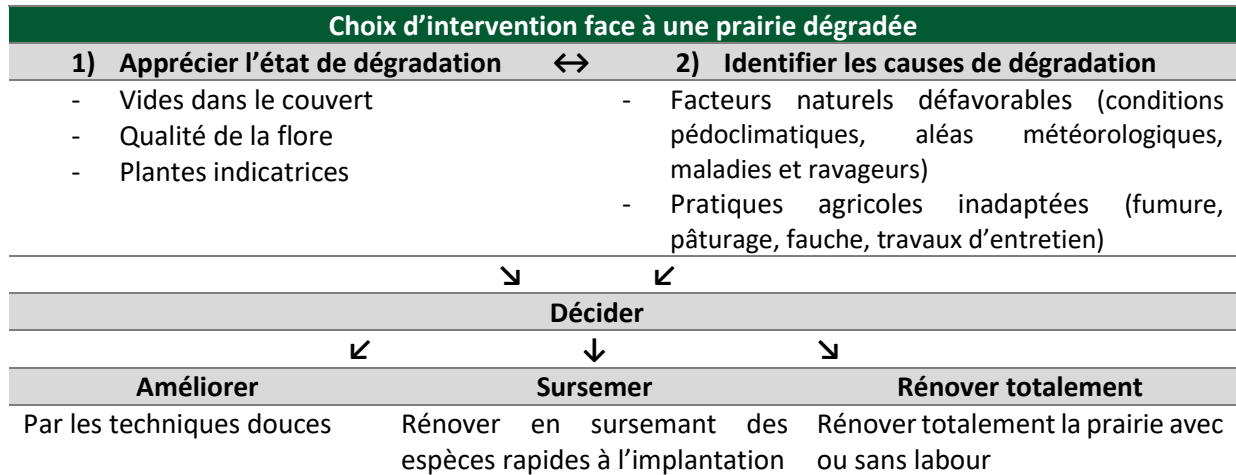 Choix d’intervention face à une prairie dégradée
1) Apprécier l’état de dégradation ↔ 2) Identifier les causes de dégradation
- Vides dans le couvert
- Qualité de la flore
- Plantes indicatrices
- Facteurs naturels défavorables (conditions
pédoclimatiques, aléas météorologiques,
maladies et ravageurs)
- Pratiques agricoles inadaptées (fumure,
pâturage, fauche, travaux d’entretien)
↘ ↙
Décider
↙ ↓ ↘
Améliorer Sursemer Rénover totalement
Par les techniques douces
Rénover en sursemant des
espèces rapides à l’implantation
Rénover totalement la prairie avec
ou sans labour